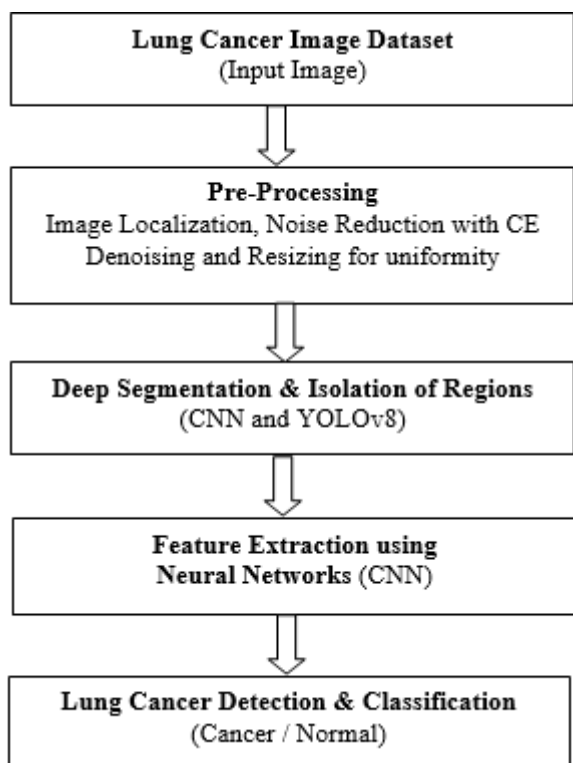 Lung Cancer Image Dataset
(Input Image)
Pre-Processing
Image Localization, Noise Reduction with CE
Denoising and Resizing for uniformity
Deep Segmentation & Isolation of Regions
(CNN and YOLOv8)
Feature Extraction using
Neural Networks (CNN)
Lung Cancer Detection & Classification
(Cancer / Normal)